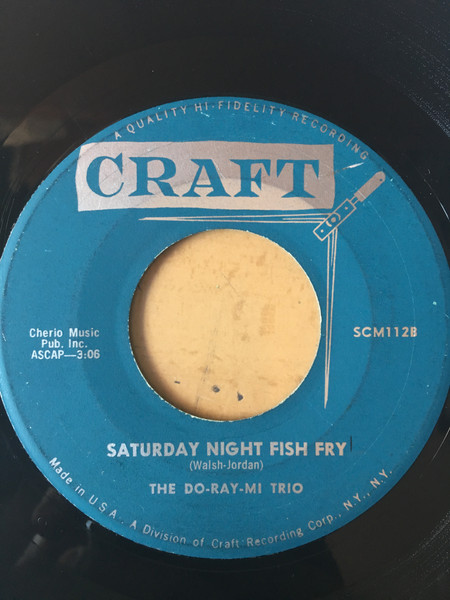 A QUALITY HI-FIDELITY RECORDING
CRAFT
Cherio Music
Pub. Inc.
ASCAP—3:06
SCM112B
SATURDAY NIGHT FISH FRY
(Walsh-Jordan)
THE DO-RAY-MI TRIO
Made in U.S.A. A Division of Craft Recording Corp., N.Y., N.Y.